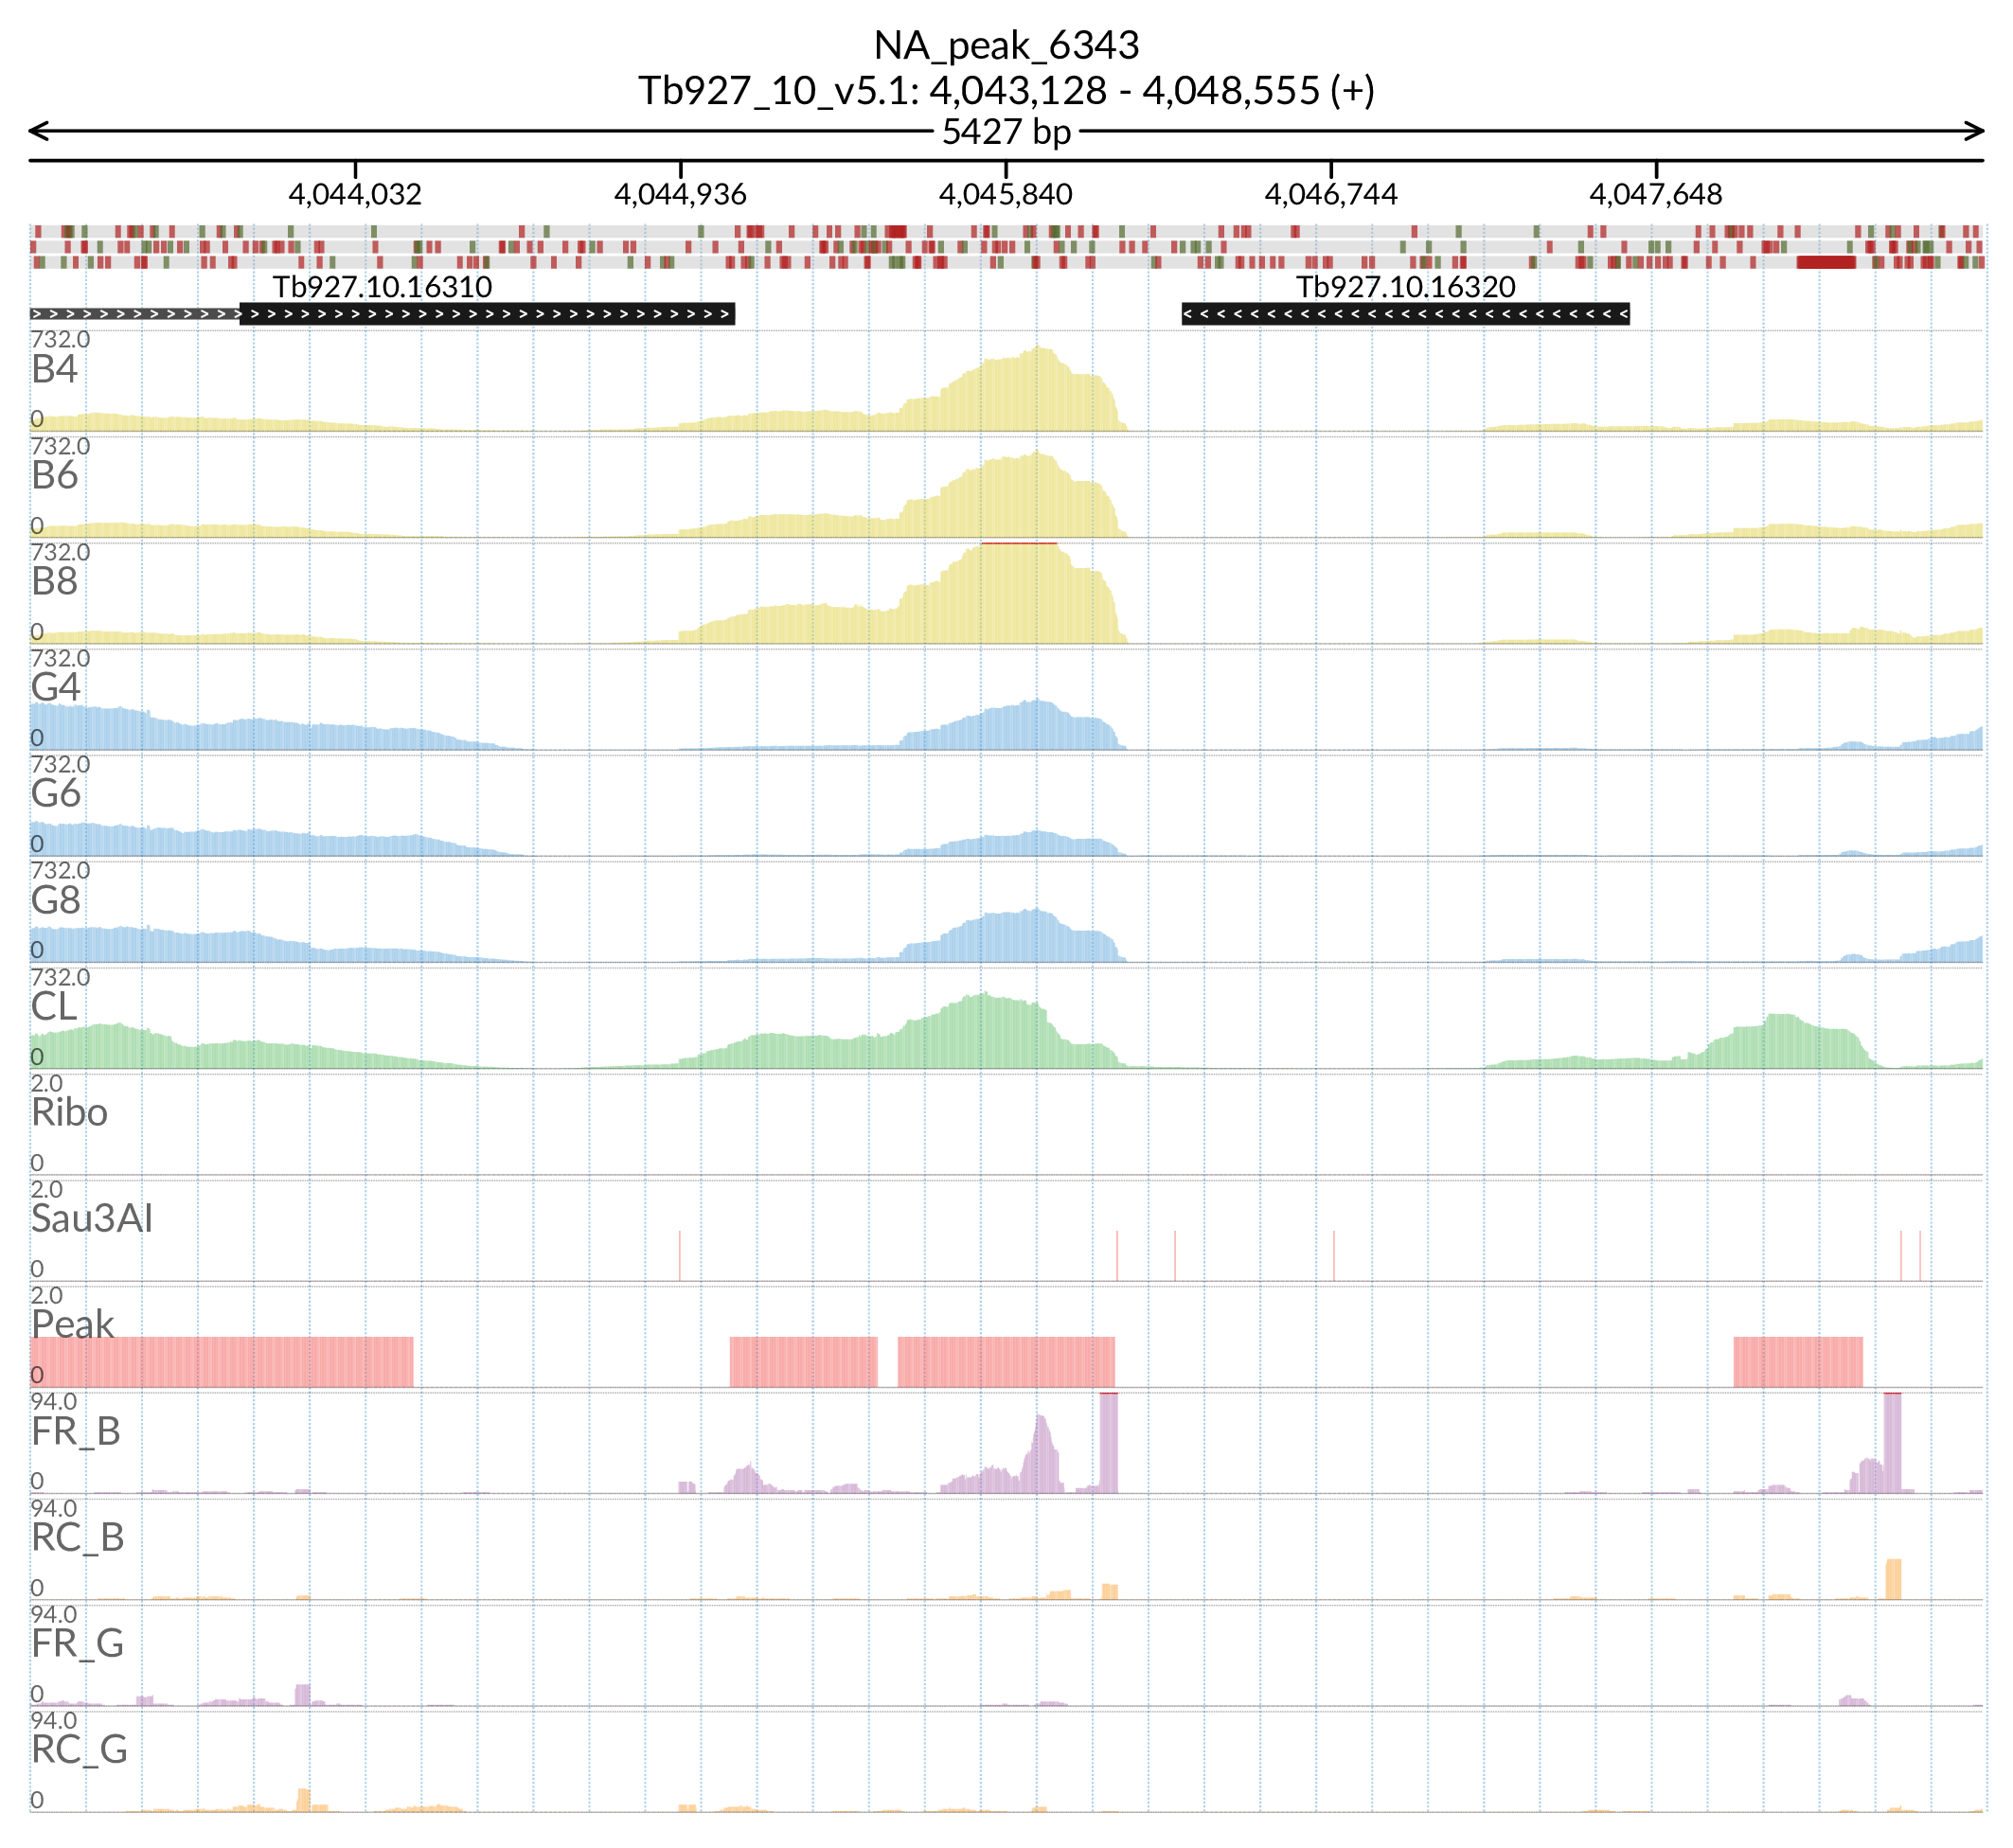 NA_peak_6343
Tb927_10_v5.1: 4,043,128 - 4,048,555 (+)
5427 bp
4,044,032 4,044,936 4,045,840 4,046,744 4,047,648
Tb927.10.16310 Tb927.10.16320
732.0
B4
0
732.0
B6
0
732.0
B8
0
732.0
G4
0
732.0
G6
0
732.0
G8
0
732.0
CL
0
2.0
Ribo
0
2.0
Sau3AI
0
2.0
Peak
0
94.0
FR_B
0
94.0
RC_B
0
94.0
FR_G
0
94.0
RC_G
0